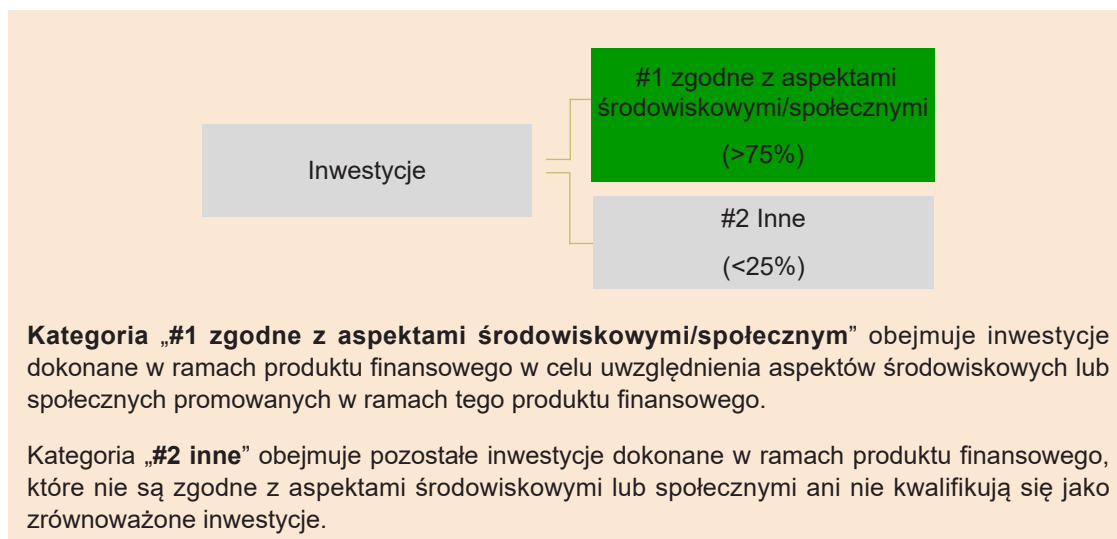 #1 zgodne z aspektami
środowiskowymi/społecznymi
(>75%)
Inwestycje
#2 Inne
(<25%)
Kategoria „#1 zgodne z aspektami środowiskowymi/społecznym” obejmuje inwestycje
dokonane w ramach produktu finansowego w celu uwzględnienia aspektów środowiskowych lub
społecznych promowanych w ramach tego produktu finansowego.
Kategoria „#2 inne” obejmuje pozostałe inwestycje dokonane w ramach produktu finansowego,
które nie są zgodne z aspektami środowiskowymi lub społecznymi ani nie kwalifikują się jako
zrównoważone inwestycje.